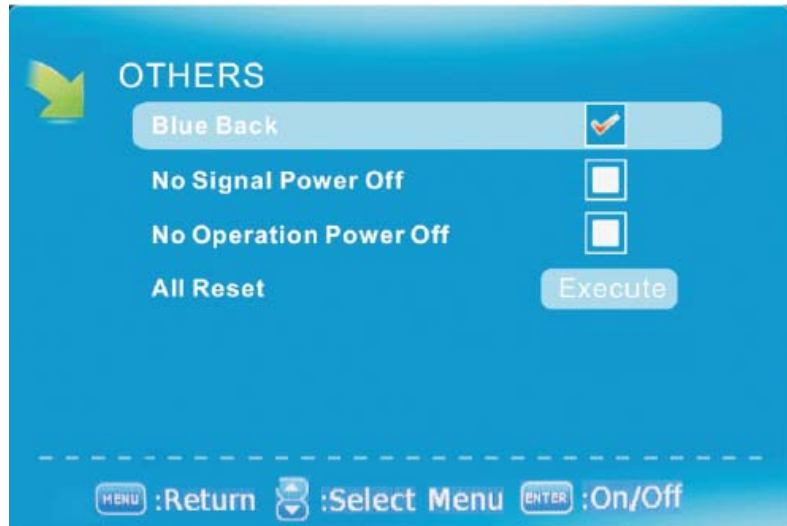 OTHERS
Blue Back
No Signal Power Off
No Operation Power Off
All Reset Execute
MENU :Return :Select Menu ENTER :On/Off